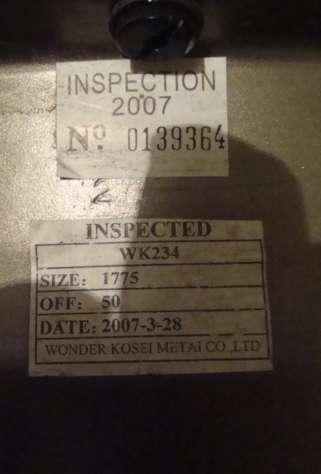 INSPECTION
2007
Nº 0139364
2
INSPECTED
WK234
SIZE: 1775
OFF: 50
DATE: 2007-3-28
WONDER KOSEI METAI CO.,LTD